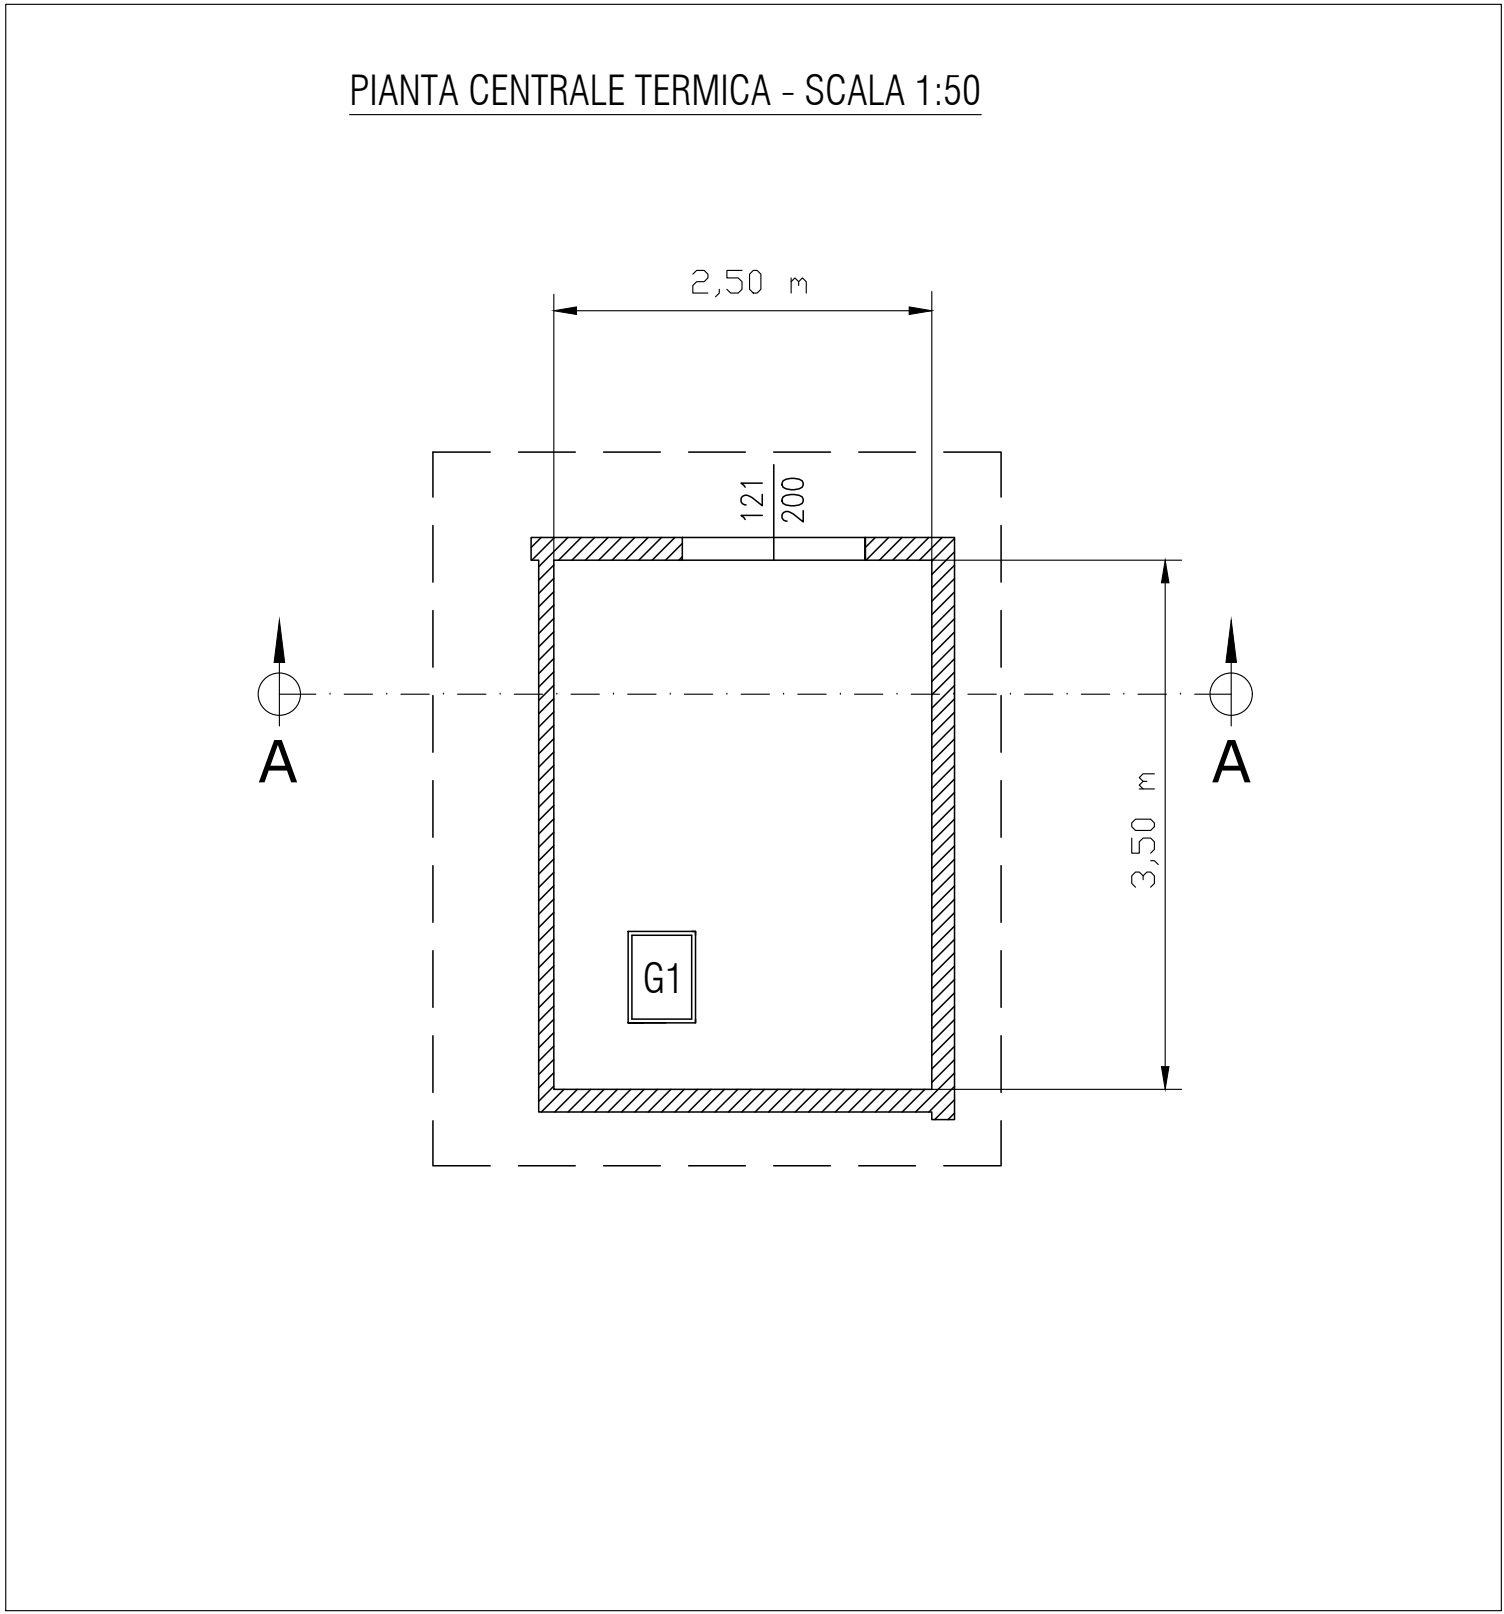 PIANTA CENTRALE TERMICA - SCALA 1:50
2,50 m
121
200
A
A
3,50 m
G1